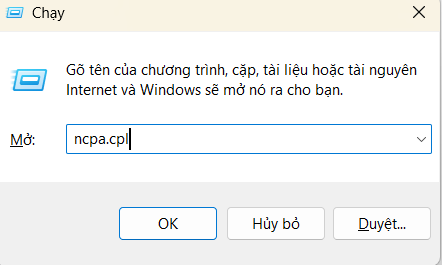 Chạy
Gõ tên của chương trình, cặp, tài liệu hoặc tài nguyên
Internet và Windows sẽ mở nó ra cho bạn.
Mở: ncpa.cpl
OK Hủy bỏ Duyệt...